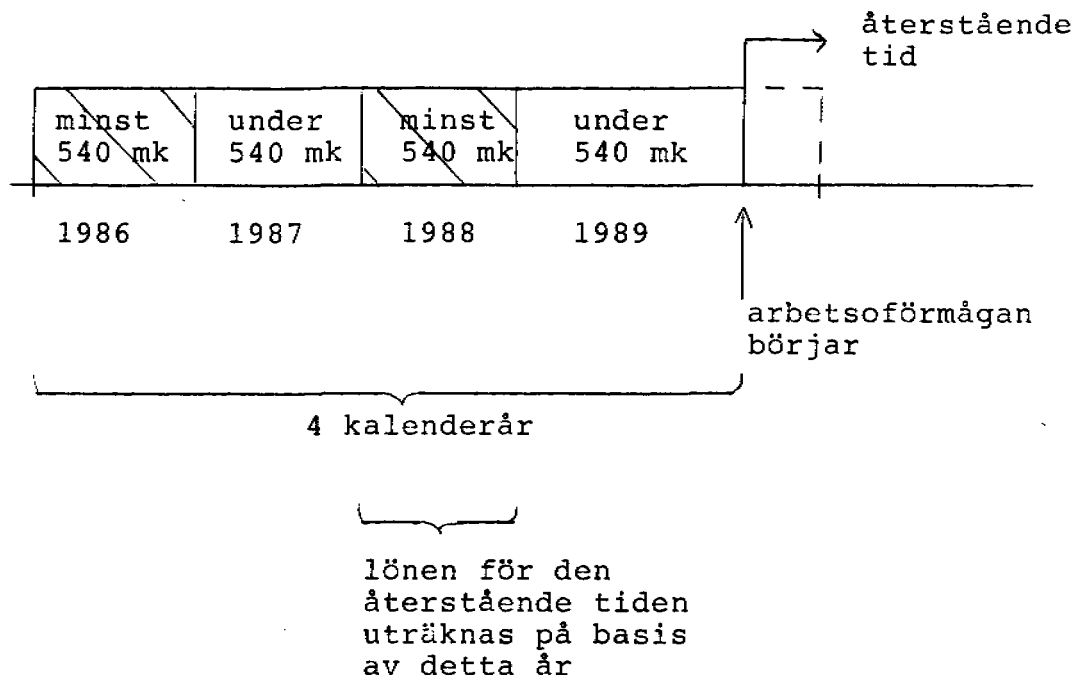 återstående
tid
minst under minst under
540 mk 540 mk 540 mk 540 mk
1986 1987 1988 1989
arbetsoförmågan
börjar
4 kalenderår
lönen för den
återstående tiden
uträknas på basis
av detta år